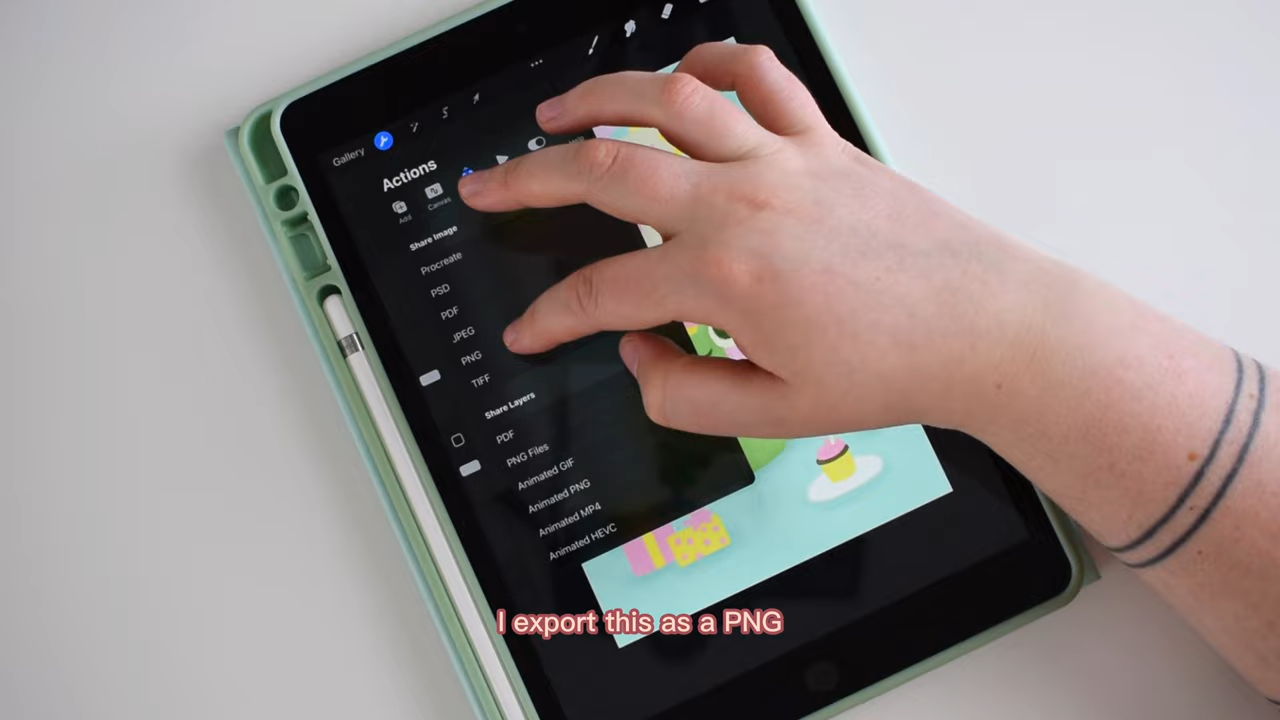 Gallery
Actions
Add
Canvas
Share Image
Procreate
PSD
PDF
JPEG
PNG
TIFF
Share Layers
PDF
PNG Files
Animated GIF
Animated PNG
Animated MP4
Animated HEVC
I export this as a PNG